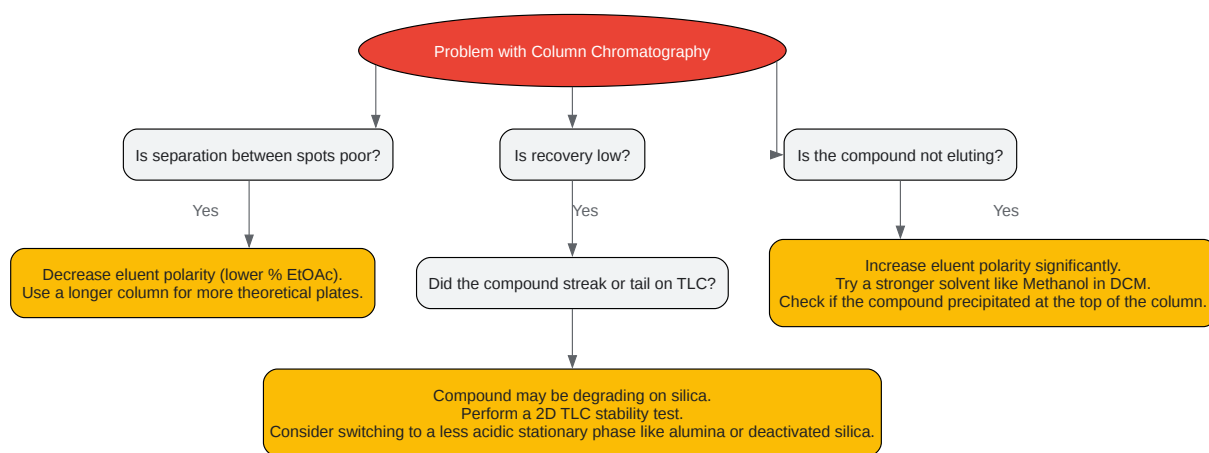 Problem with Column Chromatography
Is separation between spots poor?
Is recovery low?
Is the compound not eluting?
Yes
Yes
Yes
Decrease eluent polarity (lower % EtOAc).
Use a longer column for more theoretical plates.
Did the compound streak or tail on TLC?
Increase eluent polarity significantly.
Try a stronger solvent like Methanol in DCM.
Check if the compound precipitated at the top of the column.
Compound may be degrading on silica.
Perform a 2D TLC stability test.
Consider switching to a less acidic stationary phase like alumina or deactivated silica.